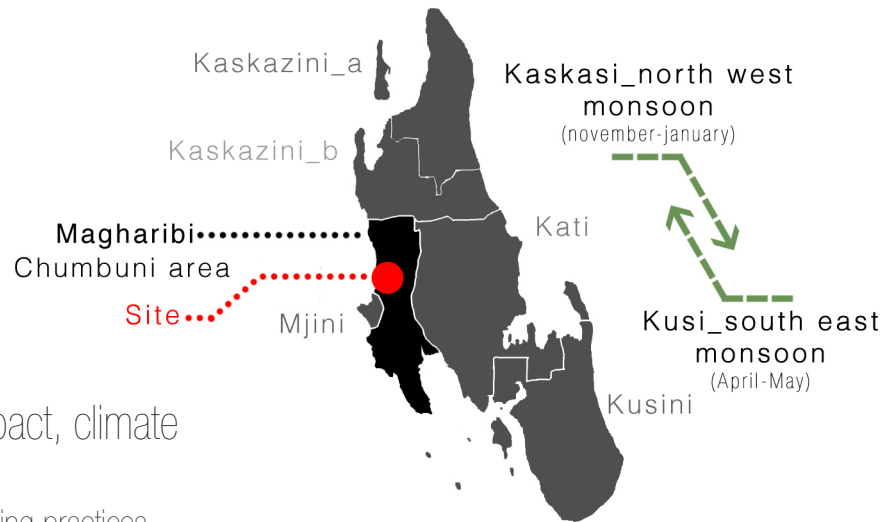 Kaskazini_a
Kaskazini_b
Magharibi
Chumbuni area
Site
Mjini
Kati
Kusini
Kaskasi_north west
monsoon
(november-january)
Kusi_south east
monsoon
(April-May)
climate
practices